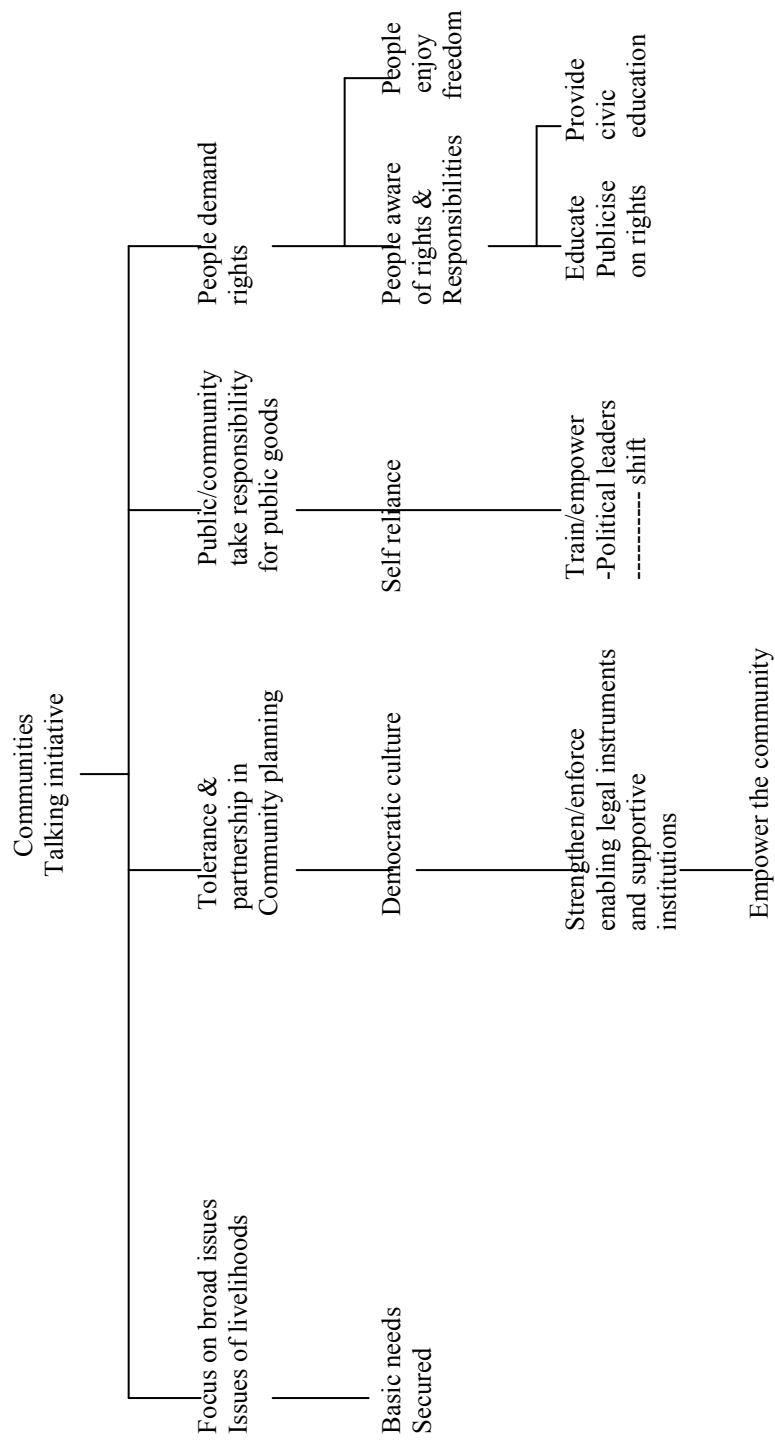 Communities
Talking initiative
Focus on broad issues
Issues of livelihoods
Basic needs
Secured
Tolerance &
partnership in
Community planning
Democratic culture
Strengthen/enforce
enabling legal instruments
and supportive
institutions
Empower the community
Public/community
take responsibility
for public goods
Self reliance
Train/empower
-Political leaders
---------- shift
People demand
rights
People aware
of rights &
Responsibilities
People
enjoy
freedom
Educate
Publicise
on rights
Provide
civic
education